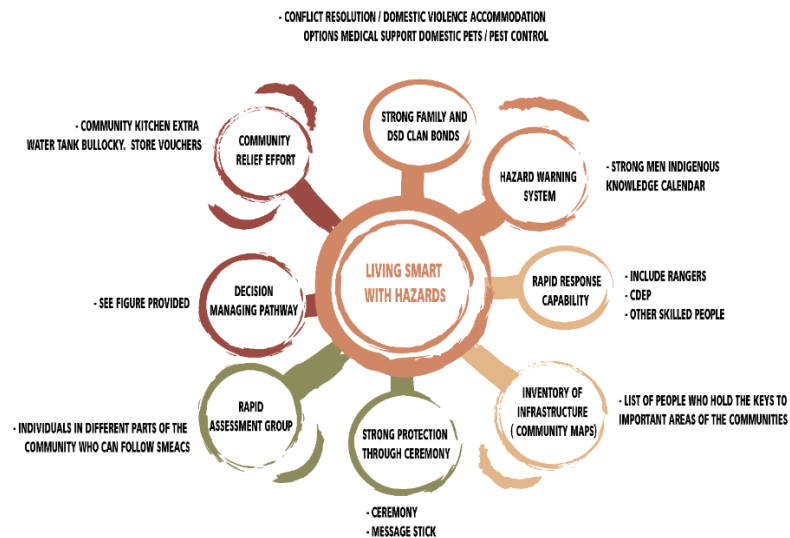 - CONFLICT RESOLUTION / DOMESTIC VIOLENCE ACCOMMODATION
OPTIONS MEDICAL SUPPORT DOMESTIC PETS / PEST CONTROL
STRONG FAMILY AND
DSD CLAN BONDS
- COMMUNITY KITCHEN EXTRA
WATER TANK BULLOCKY. STORE VOUCHERS
COMMUNITY
RELIEF EFFORT
HAZARD WARNING
SYSTEM
- STRONG MEN INDIGENOUS
KNOWLEDGE CALENDAR
LIVING SMART
WITH HAZARDS
- SEE FIGURE PROVIDED
DECISION
MANAGING PATHWAY
RAPID RESPONSE
CAPABILITY
- INCLUDE RANGERS
- CDEP
- OTHER SKILLED PEOPLE
- INDIVIDUALS IN DIFFERENT PARTS OF THE
COMMUNITY WHO CAN FOLLOW SMEACS
RAPID
ASSESSMENT GROUP
STRONG PROTECTION
THROUGH CEREMONY
- CEREMONY
- MESSAGE STICK
INVENTORY OF
INFRASTRUCTURE
( COMMUNITY MAPS)
- LIST OF PEOPLE WHO HOLD THE KEYS TO
IMPORTANT AREAS OF THE COMMUNITIES